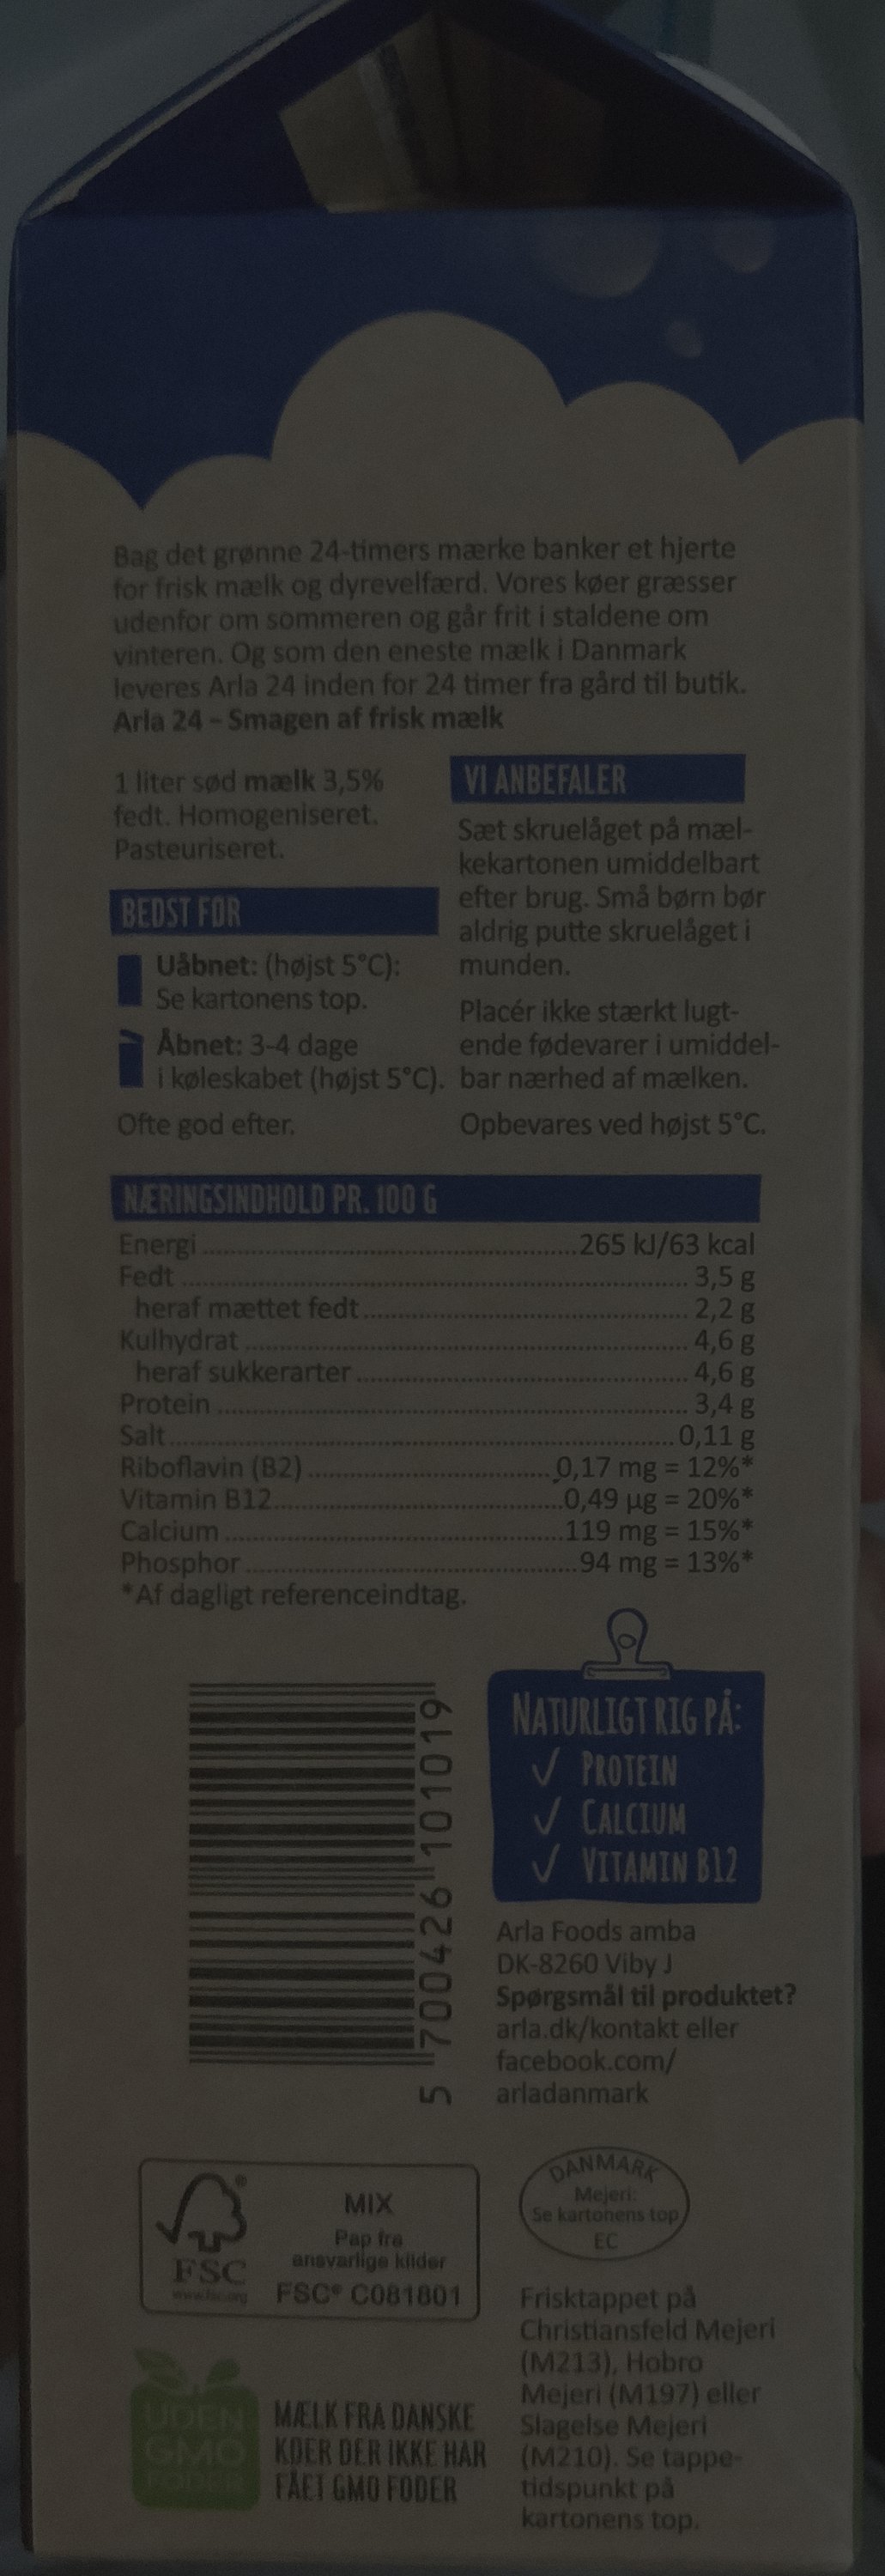 Bag det grønne 24-timers mærke banker et hjerte
for frisk mælk og dyrevelfærd. Vores køer græsser
udenfor om sommeren og går frit i staldene om
vinteren. Og som den eneste mælk i Danmark
leveres Arla 24 inden for 24 timer fra gård til butik.
Arla 24 – Smagen af frisk mælk
1 liter sød mælk 3,5%
fedt. Homogeniseret.
Pasteuriseret.
BEDST FØR
Uåbnet: (højst 5°C):
Se kartonens top.
Åbnet: 3-4 dage
i køleskabet (højst 5°C).
Ofte god efter.
VI ANBEFALER
Sæt skruelåget på mæl-
kekartonen umiddelbart
efter brug. Små børn bør
aldrig putte skruelåget i
munden.
Placér ikke stærkt lugt-
ende fødevarer i umiddel-
bar nærhed af mælken.
Opbevares ved højst 5°C.
NÆRINGSINDHOLD PR. 100 G
Energi 265 kJ/63 kcal
Fedt 3,5 g
heraf mættet fedt 2,2 g
Kulhydrat 4,6 g
heraf sukkerarter 4,6 g
Protein 3,4 g
Salt 0,11 g
Riboflavin (B2) 0,17 mg = 12%*
Vitamin B12 0,49 µg = 20%*
Calcium 119 mg = 15%*
Phosphor 94 mg = 13%*
*Af dagligt referenceindtag.
5 700426 101019
NATURLIGT RIG PÅ:
✓ PROTEIN
✓ CALCIUM
✓ VITAMIN B12
Arla Foods amba
DK-8260 Viby J
Spørgsmål til produktet?
arla.dk/kontakt eller
facebook.com/
arladanmark
FSC
www.fsc.org
MIX
Pap fra
ansvarlige kilder
FSC® C081801
DANMARK
Mejeri:
Se kartonens top
EC
Frisktappet på
Christiansfeld Mejeri
(M213), Hobro
Mejeri (M197) eller
Slagelse Mejeri
(M210). Se tappe-
tidspunkt på
kartonens top.
UDEN
GMO
FODER
MÆLK FRA DANSKE
KØER DER IKKE HAR
FÅET GMO FODER